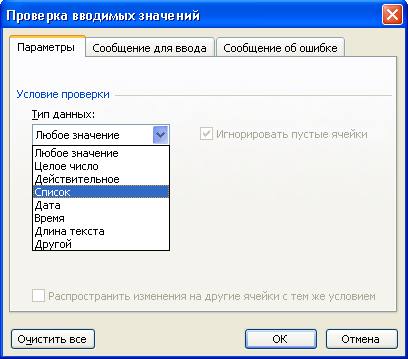 Проверка вводимых значений
Параметры Сообщение для ввода Сообщение об ошибке
Условие проверки
Тип данных:
Любое значение Игнорировать пустые ячейки
Любое значение
Целое число
Действительное
Список
Дата
Время
Длина текста
Другой
Распространить изменения на другие ячейки с тем же условием
Очистить все ОК Отмена